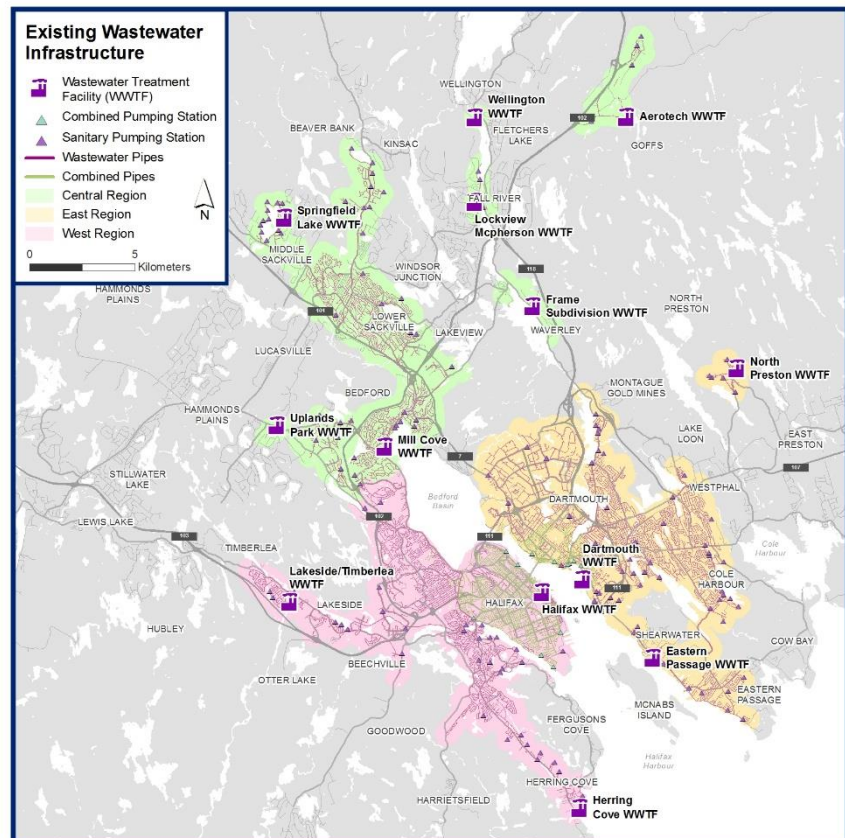 Existing Wastewater
Infrastructure
Wastewater Treatment
Facility (WWTF)
Combined Pumping Station
Sanitary Pumping Station
Wastewater Pipes
Combined Pipes
Central Region
East Region
West Region
N
0 5
Kilometers
WELLINGTON
Wellington
WWTF
FLETCHERS
LAKE
102
Aerotech WWTF
GOFFS
BEAVER BANK
KINSAC
FALL RIVER
Lockview
Mcpherson WWTF
Springfield
Lake WWTF
MIDDLE
SACKVILLE
WINDSOR
JUNCTION
118
HAMMONDS
PLAINS
101
LOWER
SACKVILLE
LAKEVIEW
Frame
Subdivision WWTF
WAVERLEY
NORTH
PRESTON
LUCASVILLE
BEDFORD
North
Preston WWTF
MONTAGUE
GOLD MINES
HAMMONDS
PLAINS
Uplands
Park WWTF
Mill Cove
WWTF
7
LAKE
LOON
EAST
PRESTON
107
STILLWATER
LAKE
WESTPHAL
Bedford
Basin
DARTMOUTH
LEWIS LAKE
103
102
111
Cole
Harbour
TIMBERLEA
Lakeside/Timberlea
WWTF
LAKESIDE
Dartmouth
WWTF
111
COLE
HARBOUR
HALIFAX
Halifax WWTF
HUBLEY
SHEARWATER
COW BAY
BEECHVILLE
Eastern
Passage WWTF
OTTER LAKE
EASTERN
PASSAGE
MCNABS
ISLAND
FERGUSONS
COVE
GOODWOOD
Halifax
Harbour
HERRING COVE
HARRIETSFIELD
Herring
Cove WWTF